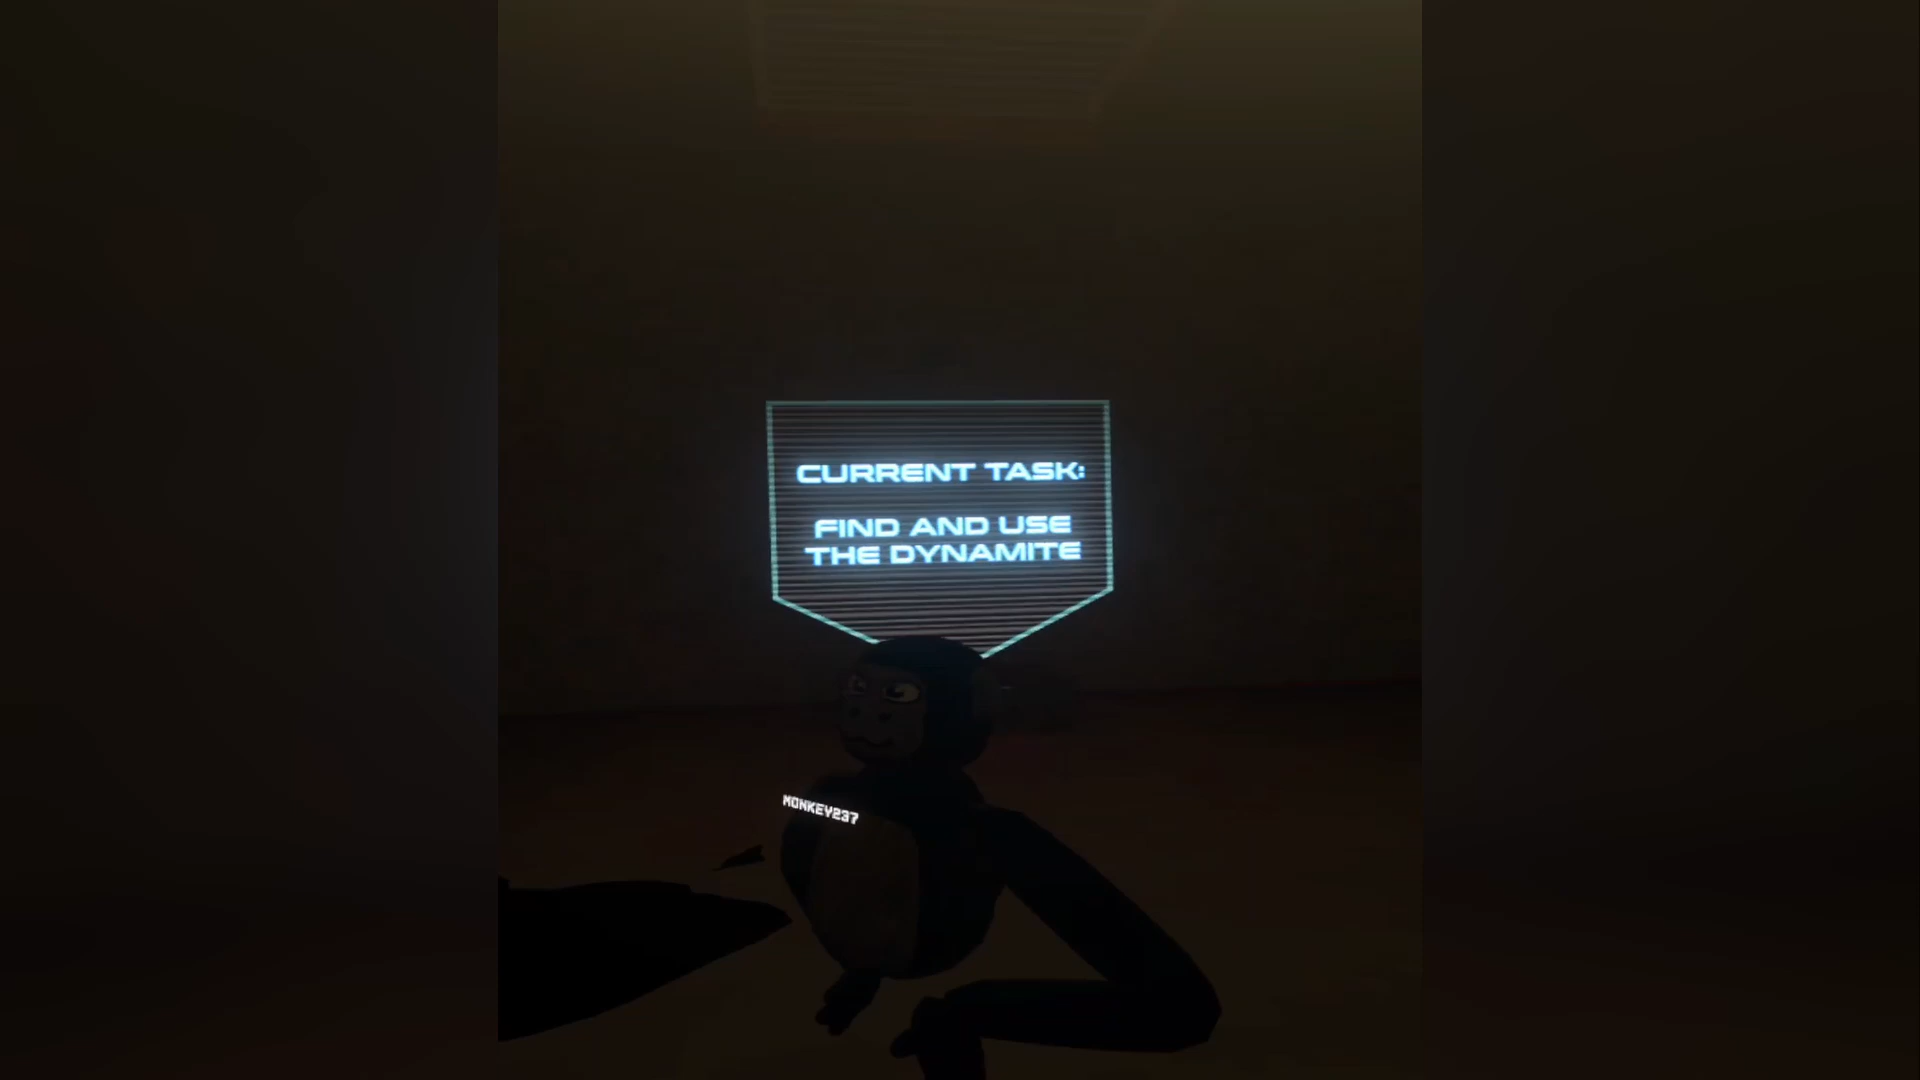 CURRENT TASK:
FIND AND USE
THE DYNAMITE
MONKEY237